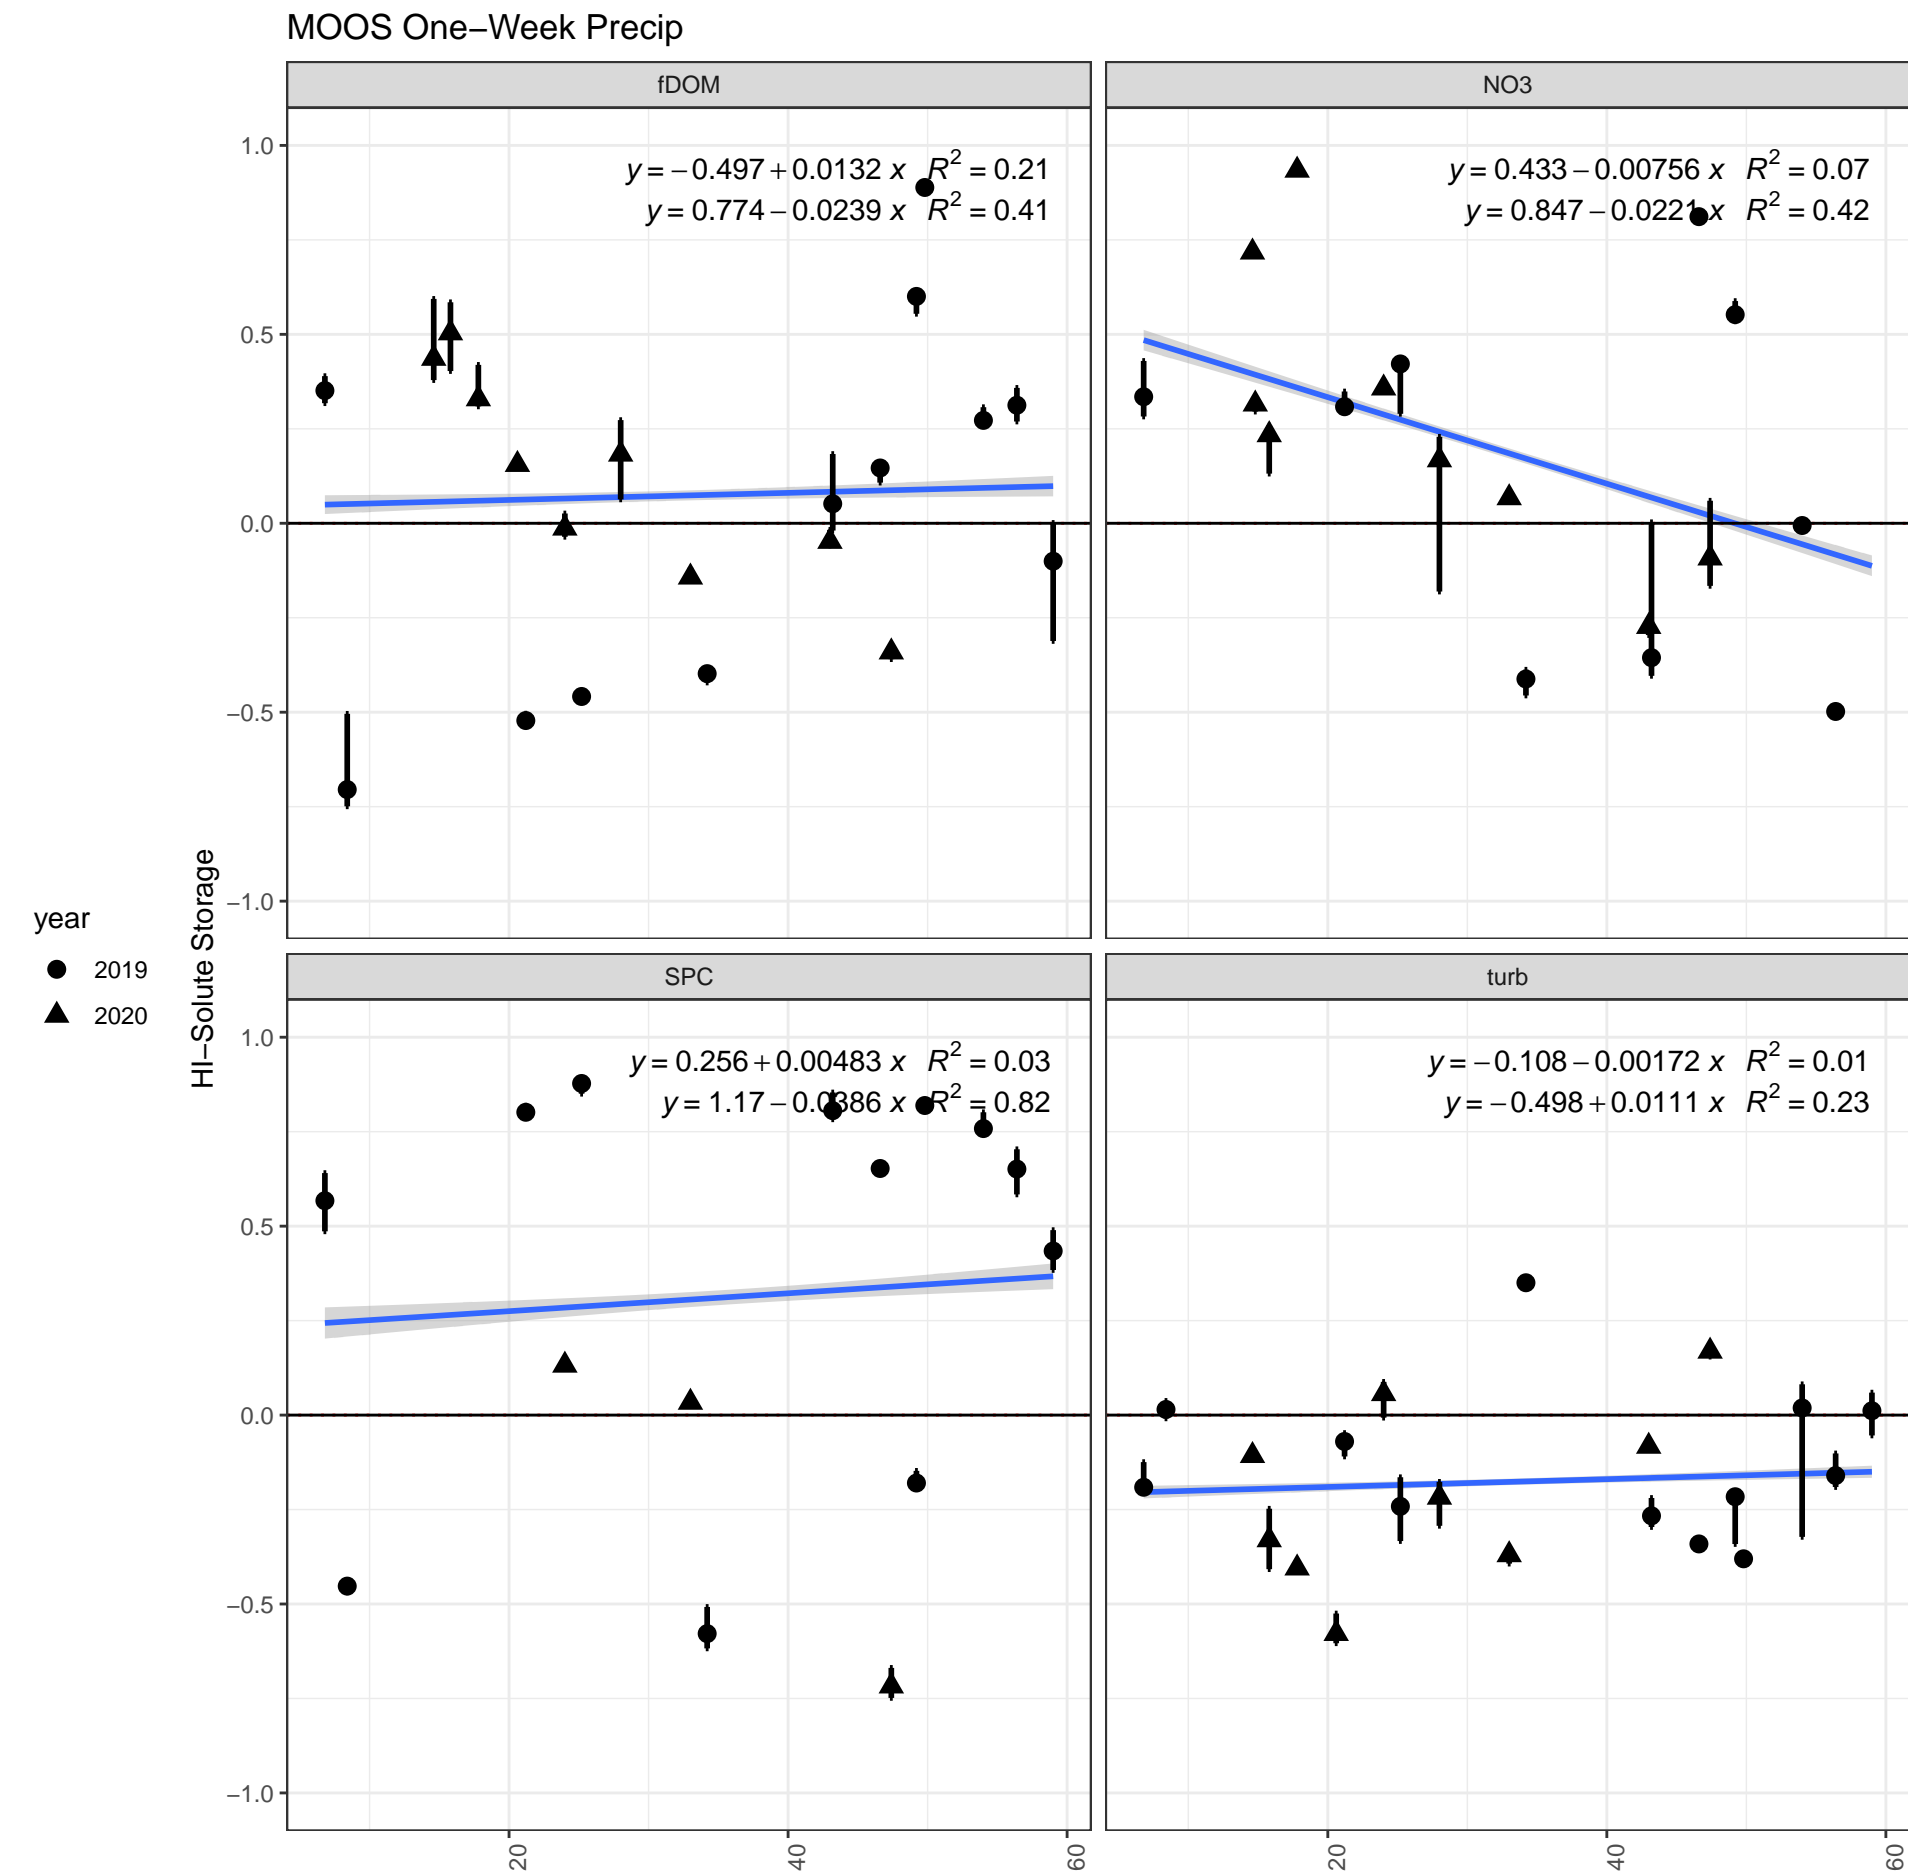 MOOS One−Week Precip
fDOM
NO3
y = −0.497 + 0.0132 x R² = 0.21
y = 0.774 − 0.0239 x R² = 0.41
y = 0.433 − 0.00756 x R² = 0.07
y = 0.847 − 0.0221 x R² = 0.42
1.0
0.5
0.0
−0.5
−1.0
SPC
turb
y = 0.256 + 0.00483 x R² = 0.03
y = 1.17 − 0.0386 x R² = 0.82
y = −0.108 − 0.00172 x R² = 0.01
y = −0.498 + 0.0111 x R² = 0.23
1.0
0.5
0.0
−0.5
−1.0
20
40
60
20
40
60
HI−Solute Storage
year
2019
2020